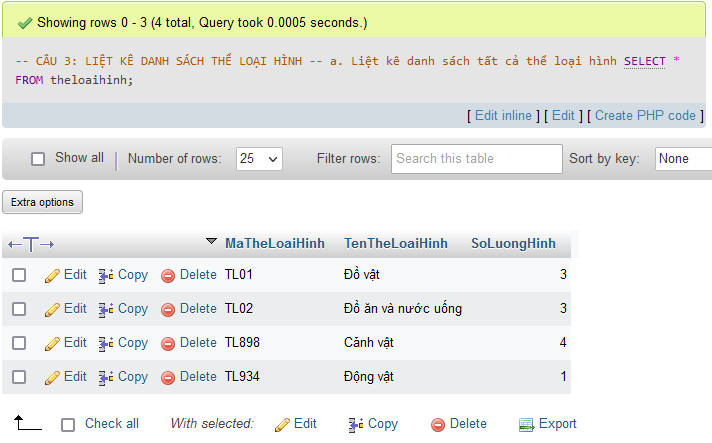 Showing rows 0 - 3 (4 total, Query took 0.0005 seconds.)
-- CÂU 3: LIỆT KÊ DANH SÁCH THỂ LOẠI HÌNH -- a. Liệt kê danh sách tất cả thể loại hình SELECT *
FROM theloaihinh;
[ Edit inline ] [ Edit ] [ Create PHP code ]
Show all Number of rows: 25 Filter rows: Search this table Sort by key: None
Extra options
MaTheLoaiHinh TenTheLoaiHinh SoLuongHinh
Edit Copy Delete TL01 Đồ vật 3
Edit Copy Delete TL02 Đồ ăn và nước uống 3
Edit Copy Delete TL898 Cảnh vật 4
Edit Copy Delete TL934 Động vật 1
Check all With selected: Edit Copy Delete Export